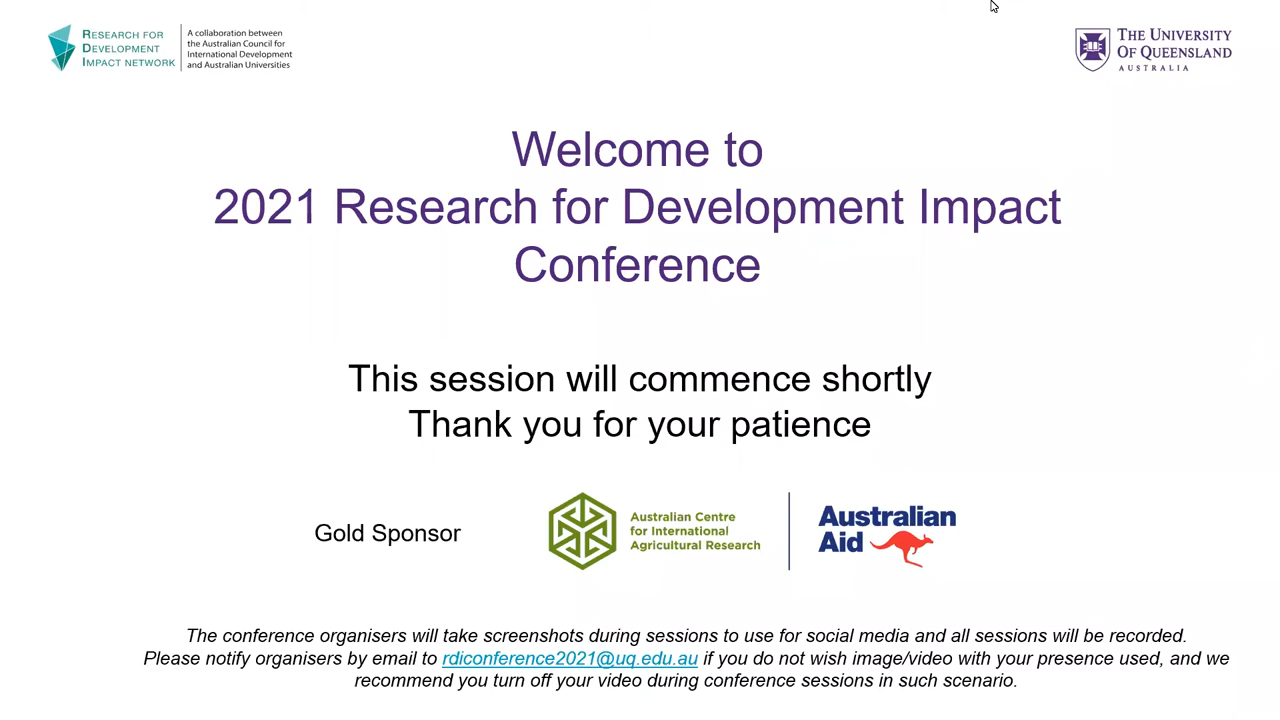 RESEARCH FOR
DEVELOPMENT
IMPACT NETWORK
A collaboration between
the Australian Council for
International Development
and Australian Universities
THE UNIVERSITY
OF QUEENSLAND
AUSTRALIA
Welcome to
2021 Research for Development Impact
Conference
This session will commence shortly
Thank you for your patience
Gold Sponsor
Australian Centre
for International
Agricultural Research
Australian
Aid
The conference organisers will take screenshots during sessions to use for social media and all sessions will be recorded.
Please notify organisers by email to rdiconference2021@uq.edu.au if you do not wish image/video with your presence used, and we
recommend you turn off your video during conference sessions in such scenario.